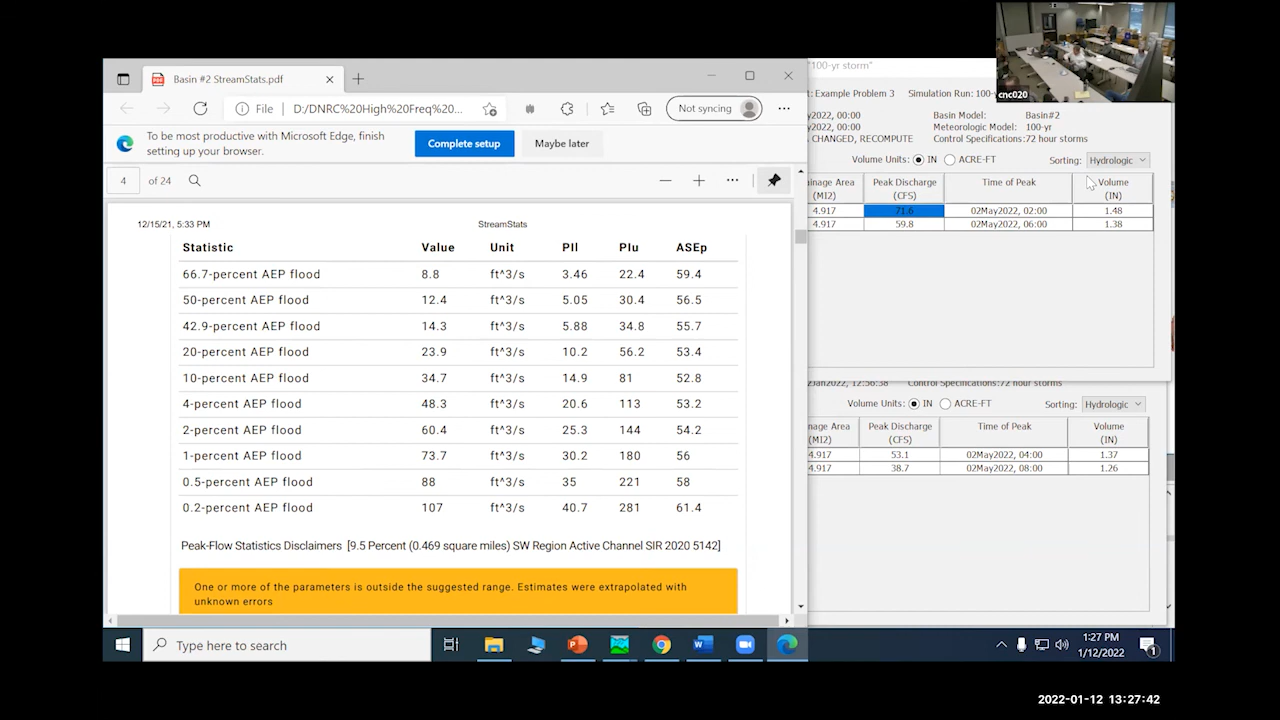 Basin #2 StreamStats.pdf
File D:/DNRC%20High%20Freq%20...
Not syncing
To be most productive with Microsoft Edge, finish
setting up your browser.
Complete setup
Maybe later
4 of 24
12/15/21, 5:33 PM StreamStats
Statistic Value Unit PIl PIu ASEp
66.7-percent AEP flood 8.8 ft^3/s 3.46 22.4 59.4
50-percent AEP flood 12.4 ft^3/s 5.05 30.4 56.5
42.9-percent AEP flood 14.3 ft^3/s 5.88 34.8 55.7
20-percent AEP flood 23.9 ft^3/s 10.2 56.2 53.4
10-percent AEP flood 34.7 ft^3/s 14.9 81 52.8
4-percent AEP flood 48.3 ft^3/s 20.6 113 53.2
2-percent AEP flood 60.4 ft^3/s 25.3 144 54.2
1-percent AEP flood 73.7 ft^3/s 30.2 180 56
0.5-percent AEP flood 88 ft^3/s 35 221 58
0.2-percent AEP flood 107 ft^3/s 40.7 281 61.4
Peak-Flow Statistics Disclaimers [9.5 Percent (0.469 square miles) SW Region Active Channel SIR 2020 5142]
One or more of the parameters is outside the suggested range. Estimates were extrapolated with
unknown errors
"100-yr storm"
cnc020
t: Example Problem 3 Simulation Run: 100-
y2022, 00:00 Basin Model: Basin#2
y2022, 00:00 Meteorologic Model: 100-yr
CHANGED, RECOMPUTE Control Specifications:72 hour storms
Volume Units: IN ACRE-FT Sorting: Hydrologic
ainage Area Peak Discharge Time of Peak Volume
(MI2) (CFS) (IN)
4.917 71.6 02May2022, 02:00 1.48
4.917 59.8 02May2022, 06:00 1.38
2Jan2022, 12:56:38 Control Specifications:72 hour storms
Volume Units: IN ACRE-FT Sorting: Hydrologic
nage Area Peak Discharge Time of Peak Volume
(MI2) (CFS) (IN)
4.917 53.1 02May2022, 04:00 1.37
4.917 38.7 02May2022, 08:00 1.26
Type here to search
1:27 PM
1/12/2022
1
2022-01-12 13:27:42